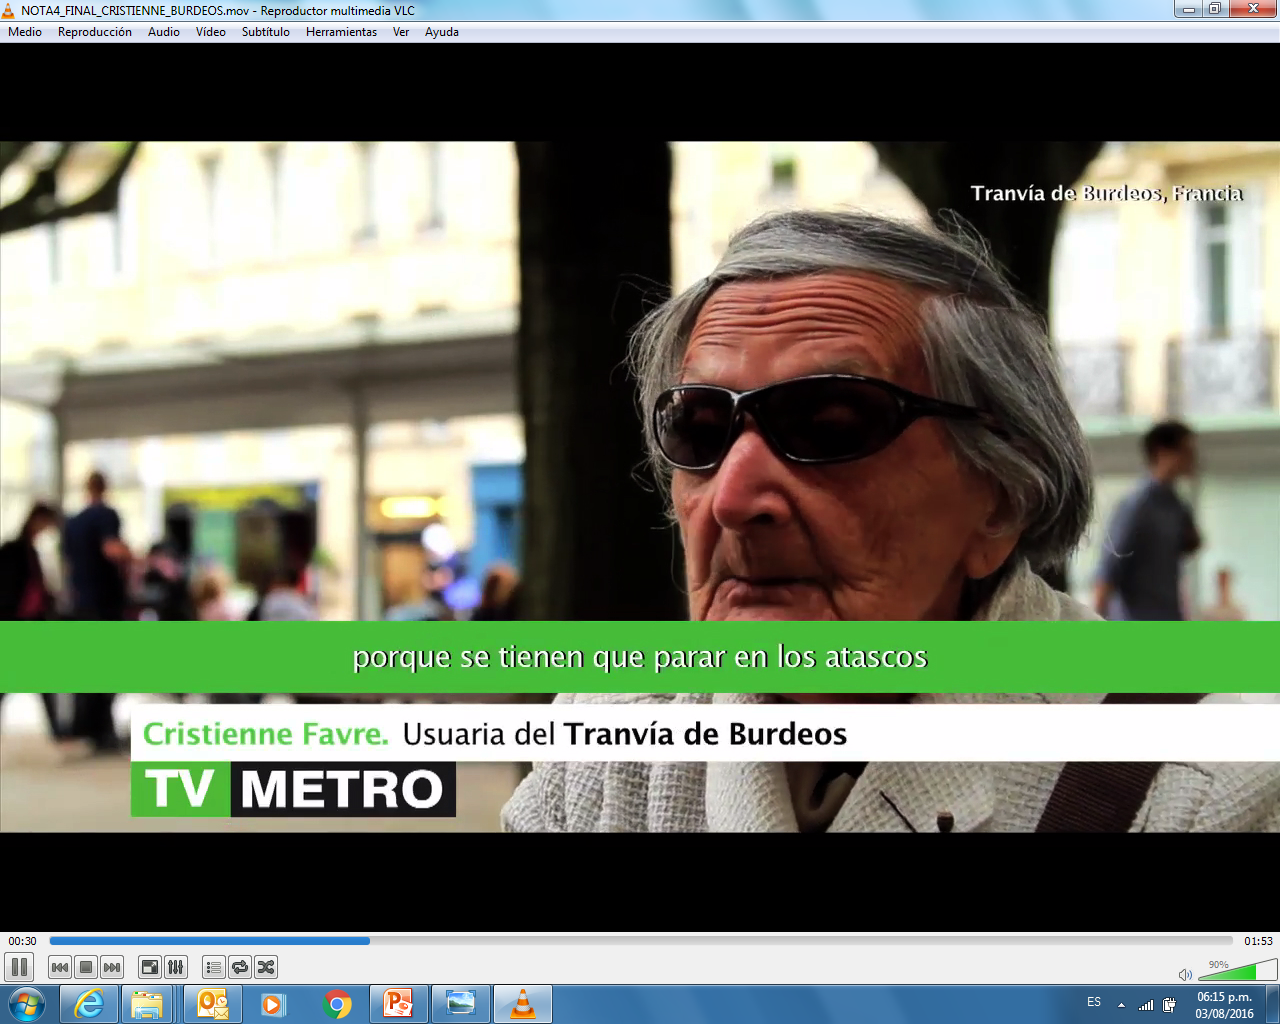 NOTA4_FINAL_CRISTIENNE_BURDEOS.mov - Reproductor multimedia VLC
Medio Reproducción Audio Vídeo Subtítulo Herramientas Ver Ayuda
Tranvía de Burdeos, Francia
porque se tienen que parar en los atascos
Cristienne Favre. Usuaria del Tranvía de Burdeos
TV METRO
00:30 01:53
90%
ES 06:15 p.m.
03/08/2016